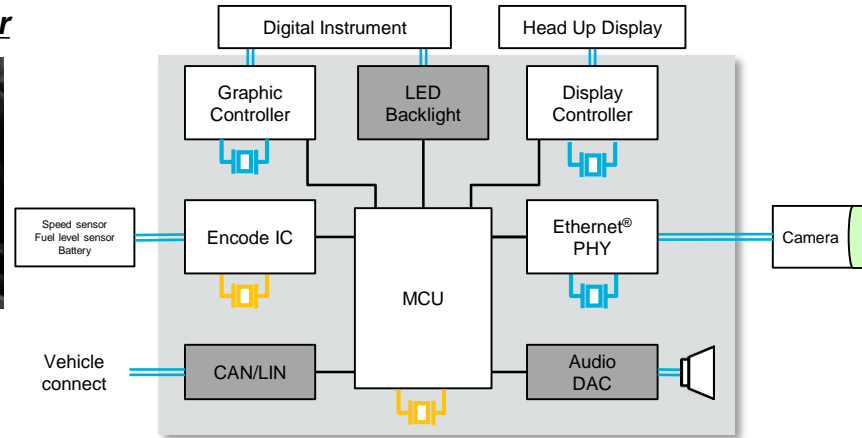 r
Digital Instrument
Head Up Display
Graphic
Controller
LED
Backlight
Display
Controller
Speed sensor
Fuel level sensor
Battery
Encode IC
MCU
Ethernet®
PHY
Camera
Vehicle
connect
CAN/LIN
Audio
DAC